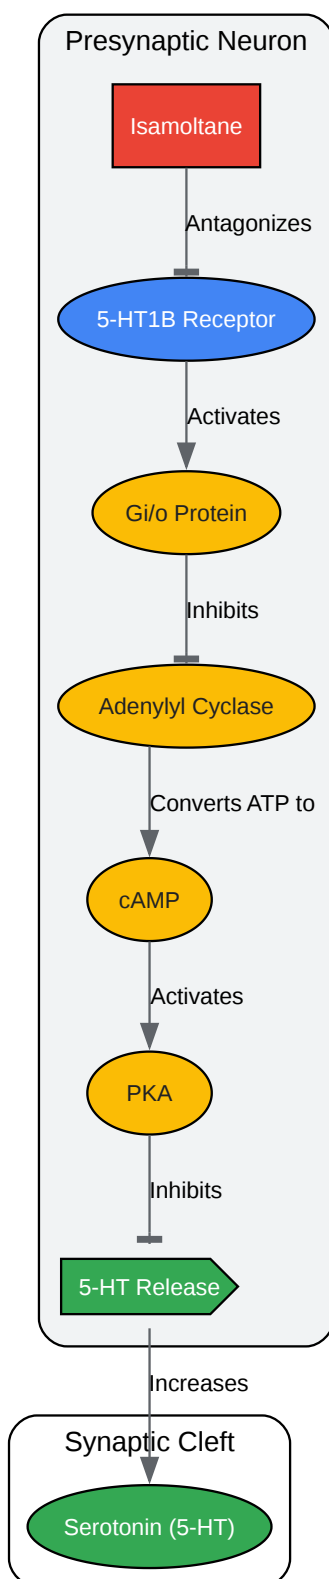 Presynaptic Neuron
Isamoltane
Antagonizes
5-HT1B Receptor
Activates
Gi/o Protein
Inhibits
Adenylyl Cyclase
Converts ATP to
cAMP
Activates
PKA
Inhibits
5-HT Release
Increases
Synaptic Cleft
Serotonin (5-HT)